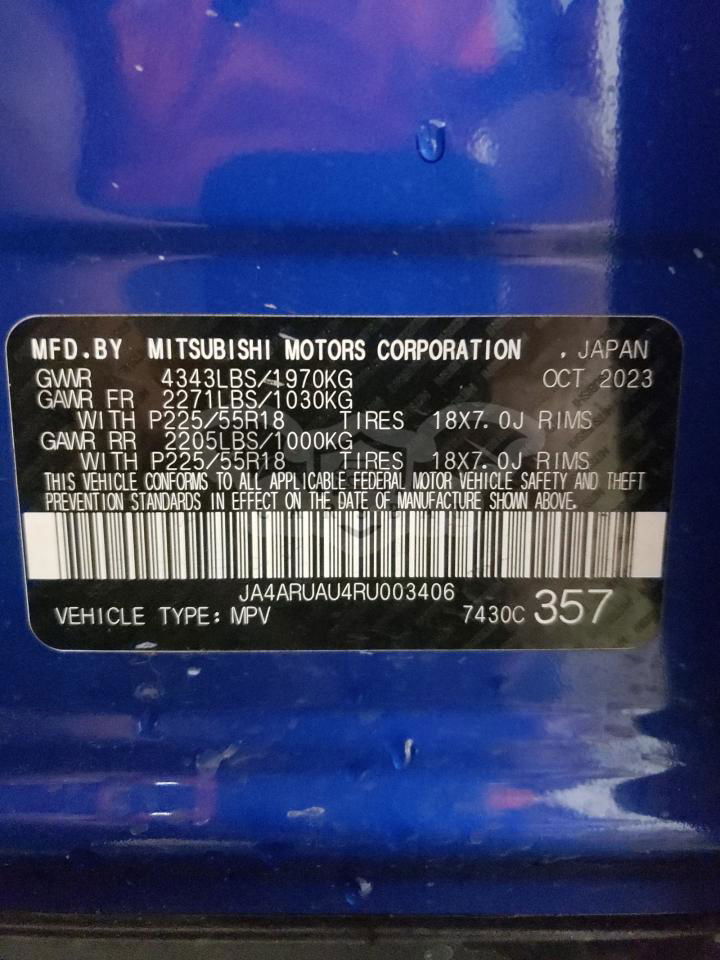 MFD.BY MITSUBISHI MOTORS CORPORATION , JAPAN
GVWR 4343LBS/1970KG OCT 2023
GAWR FR 2271LBS/1030KG
WITH P225/55R18 TIRES 18X7.0J RIMS
GAWR RR 2205LBS/1000KG
WITH P225/55R18 TIRES 18X7.0J RIMS
THIS VEHICLE CONFORMS TO ALL APPLICABLE FEDERAL MOTOR VEHICLE SAFETY AND THEFT
PREVENTION STANDARDS IN EFFECT ON THE DATE OF MANUFACTURE SHOWN ABOVE.
JA4ARUAU4RU003406
VEHICLE TYPE: MPV 7430C 357